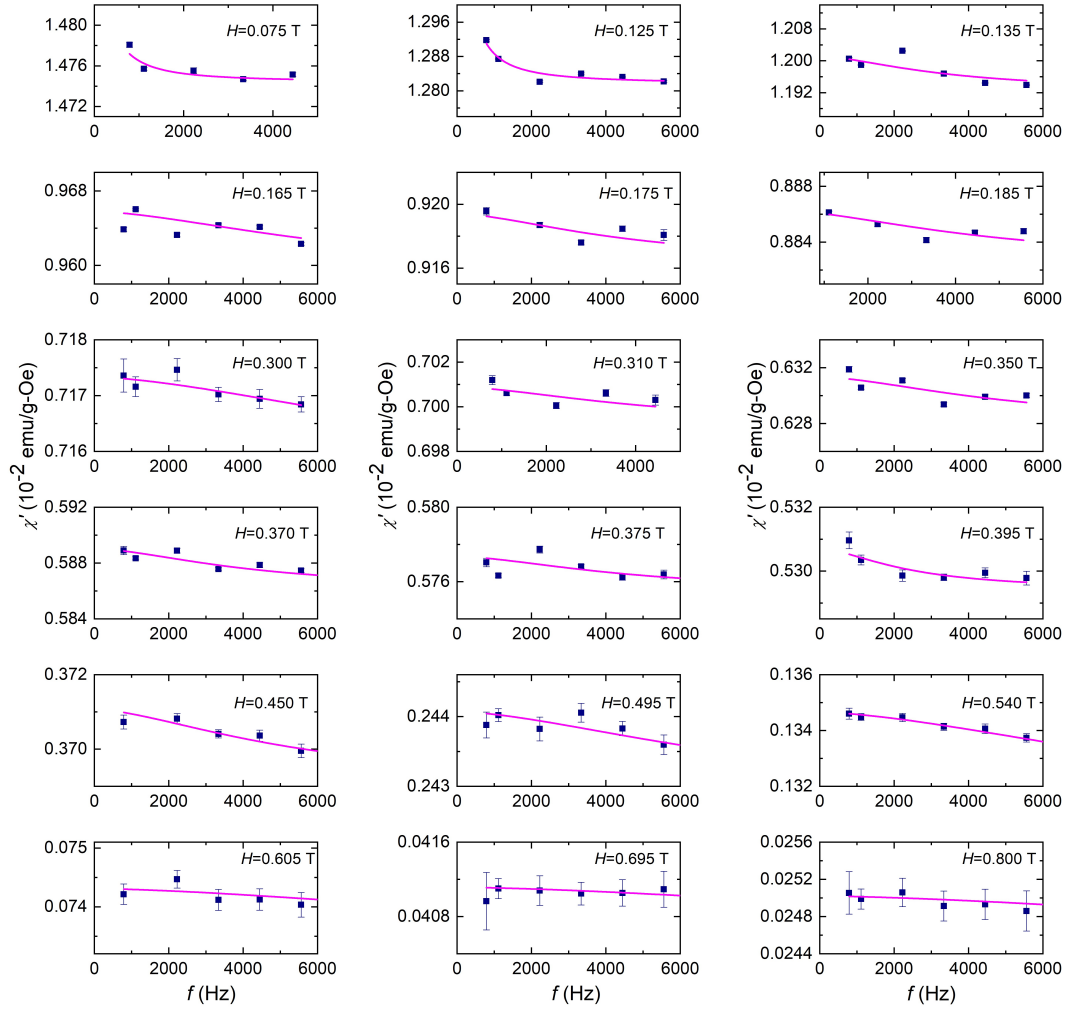 H=0.075 T
1.480
1.476
1.472
0 2000 4000
H=0.125 T
1.296
1.288
1.280
0 2000 4000 6000
H=0.135 T
1.208
1.200
1.192
0 2000 4000 6000
H=0.165 T
0.968
0.964
0.960
0 2000 4000 6000
H=0.175 T
0.920
0.916
0 2000 4000 6000
H=0.185 T
0.888
0.884
2000 4000 6000
χ′ (10⁻² emu/g-Oe)
H=0.300 T
0.718
0.717
0.716
0 2000 4000 6000
χ′ (10⁻² emu/g-Oe)
H=0.310 T
0.702
0.700
0.698
0 2000 4000
χ′ (10⁻² emu/g-Oe)
H=0.350 T
0.632
0.628
0 2000 4000 6000
H=0.370 T
0.592
0.588
0.584
0 2000 4000 6000
H=0.375 T
0.580
0.576
0 2000 4000 6000
H=0.395 T
0.532
0.530
0 2000 4000 6000
H=0.450 T
0.372
0.370
0 2000 4000 6000
H=0.495 T
0.244
0.243
0 2000 4000 6000
H=0.540 T
0.136
0.134
0.132
0 2000 4000 6000
H=0.605 T
0.075
0.074
0 2000 4000 6000
f (Hz)
H=0.695 T
0.0416
0.0408
0 2000 4000 6000
f (Hz)
H=0.800 T
0.0256
0.0250
0.0244
0 2000 4000 6000
f (Hz)